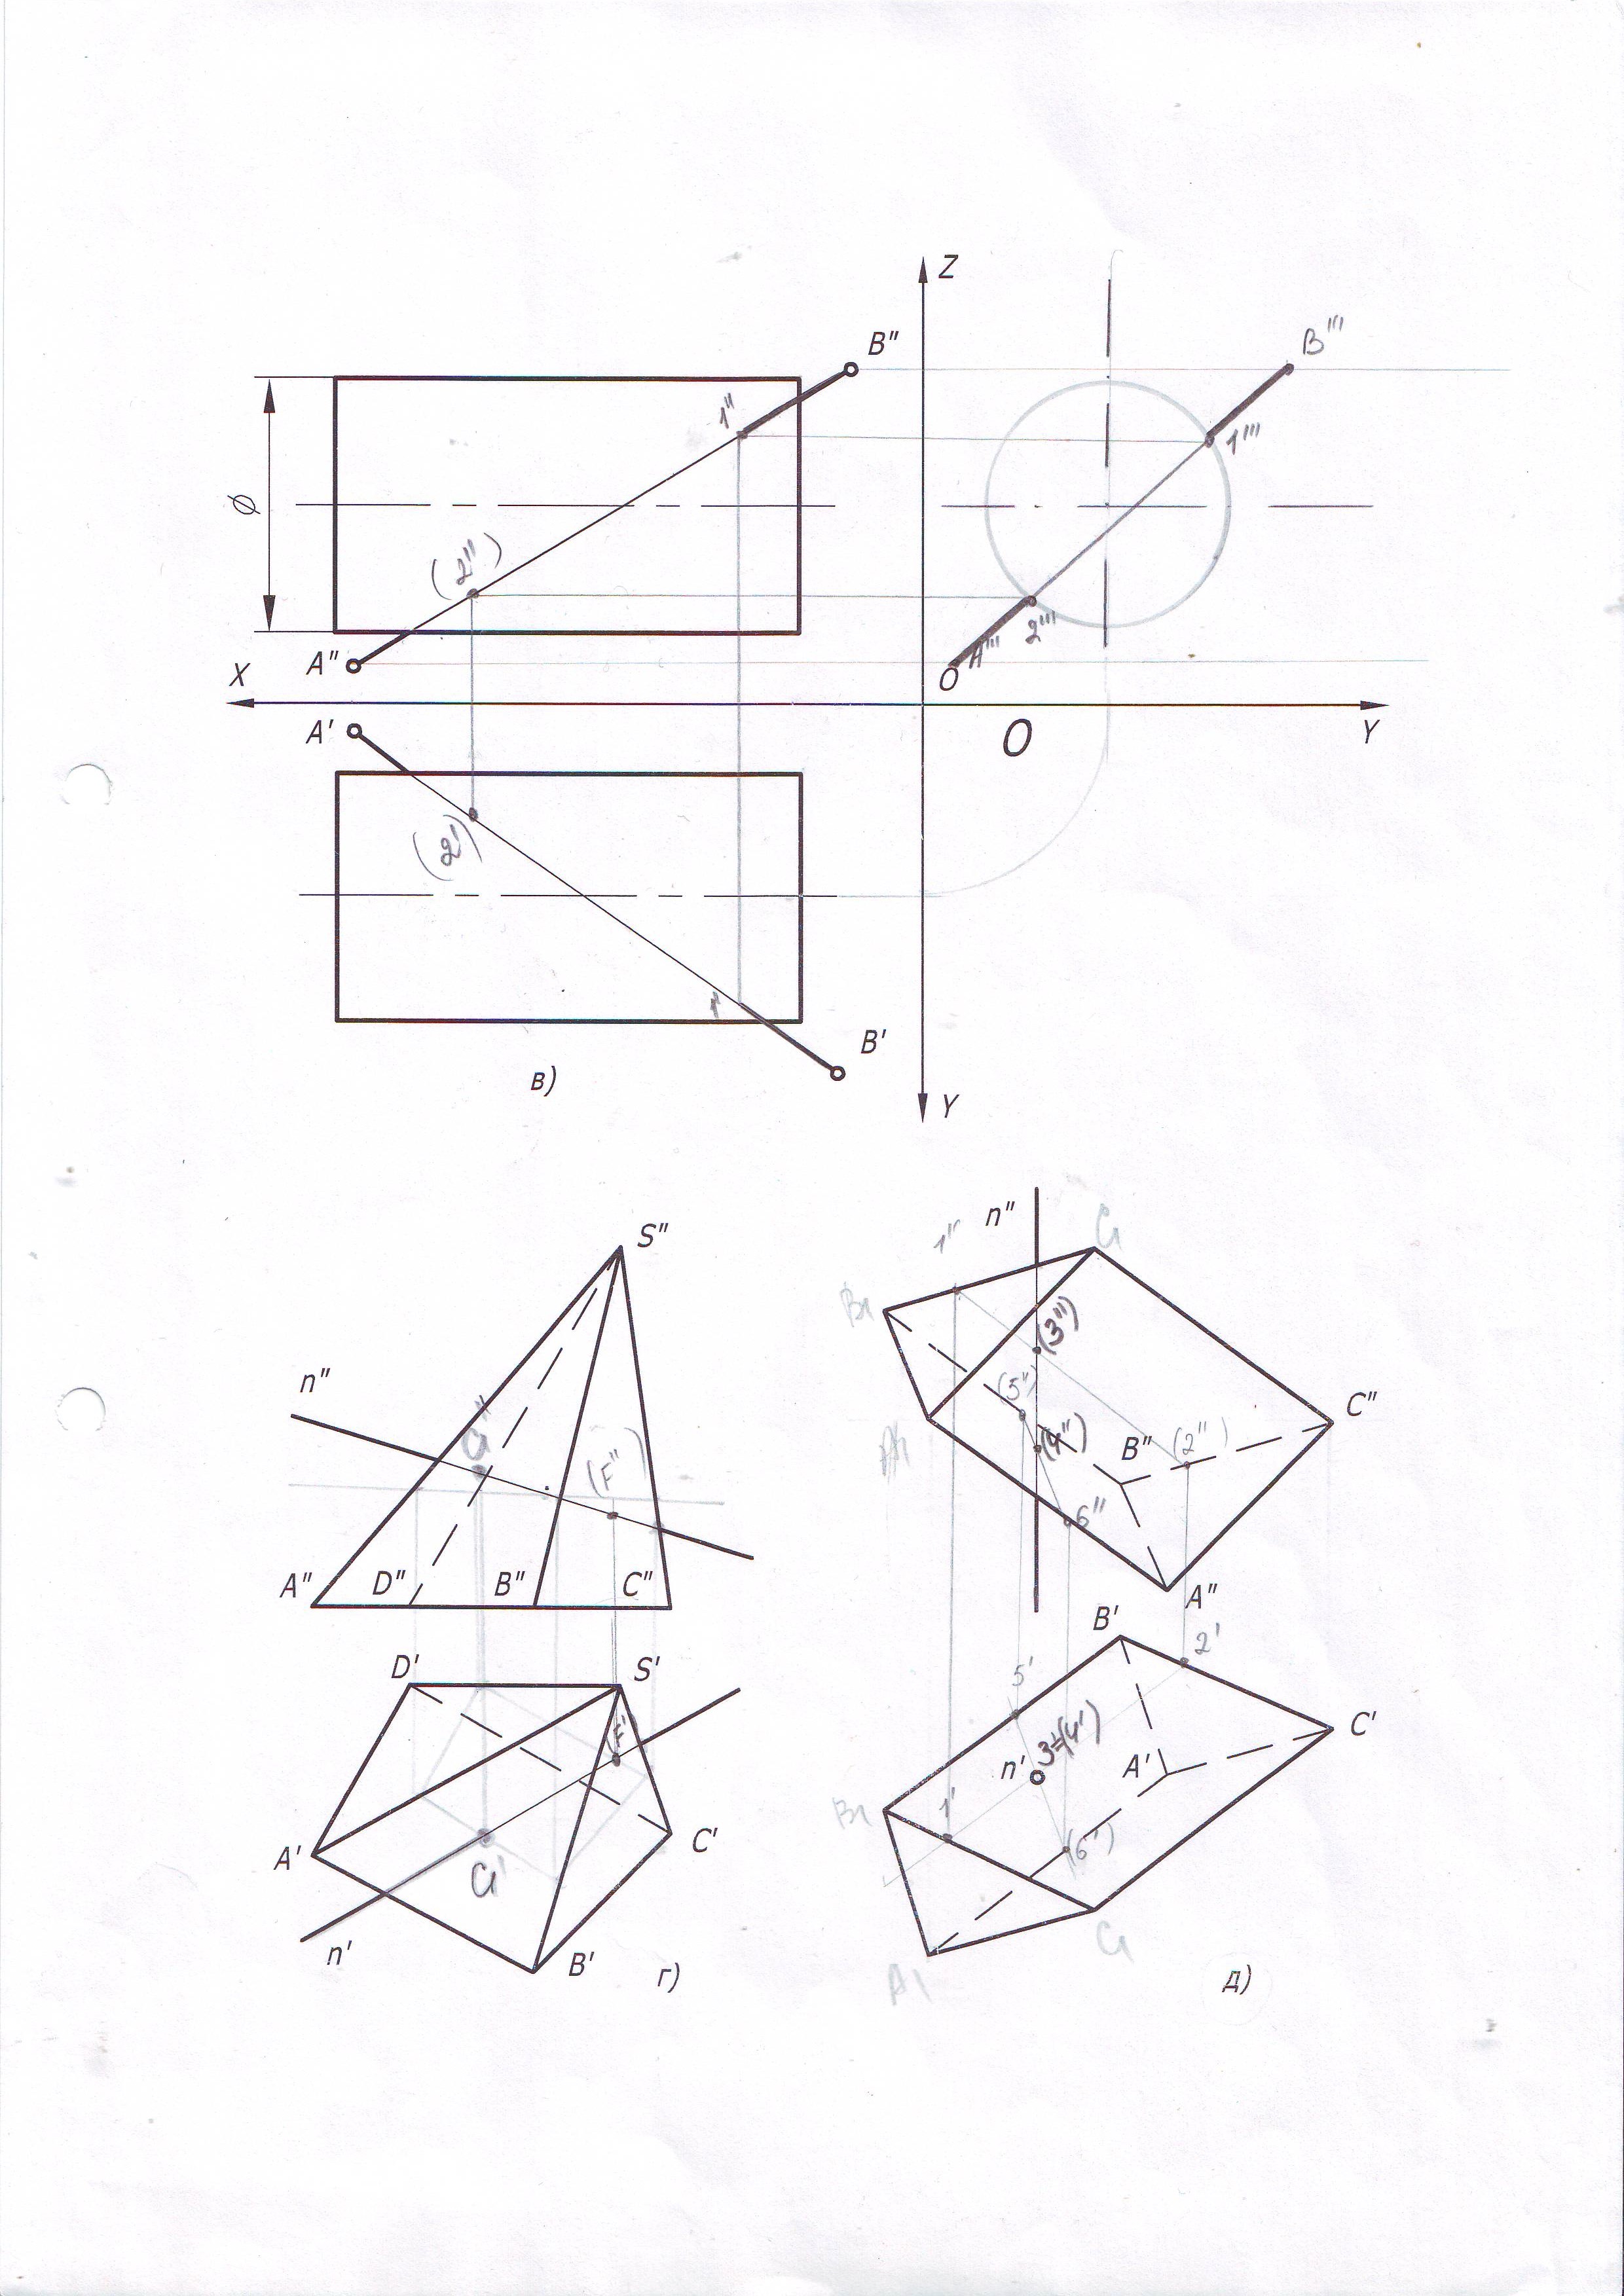 Z
B" B'''
1" 1'''
Ø
(2") 2'''
A" A'''
X O
A' O Y
(2')
1'
B'
в) Y
S" n" C1
1"
B1
n" (3")
G" (F") (5") C"
(4") B" (2")
A1
6"
A" D" B" C" A"
B' 2'
D' S' 5'
(F') 3'≡(4') C'
n' A'
B1 1'
A' C' (6')
G'
n' B' г) C1
A1 д)